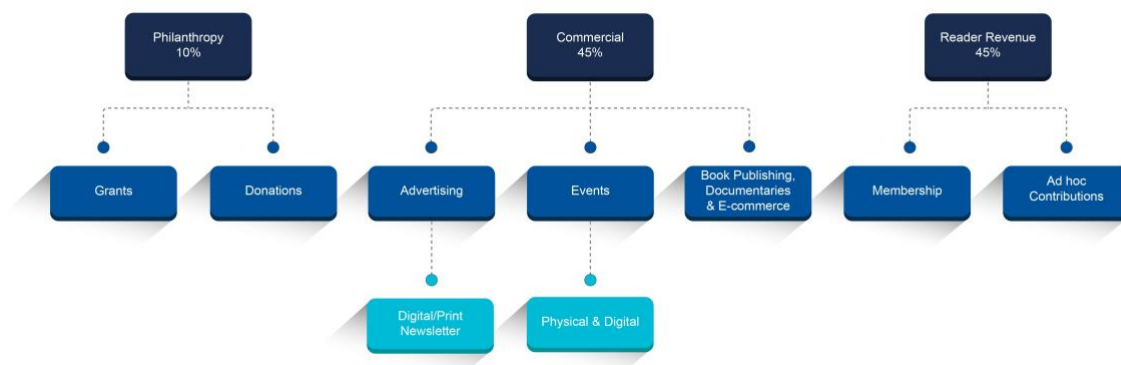 Philanthropy
10%
Commercial
45%
Reader Revenue
45%
Grants
Donations
Advertising
Events
Book Publishing,
Documentaries
& E-commerce
Membership
Ad hoc
Contributions
Digital/Print
Newsletter
Physical & Digital